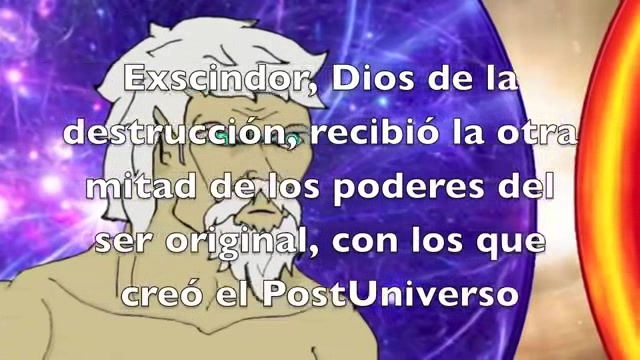 Exscindor, Dios de la
destrucción, recibió la otra
mitad de los poderes del
ser original, con los que
creó el PostUniverso